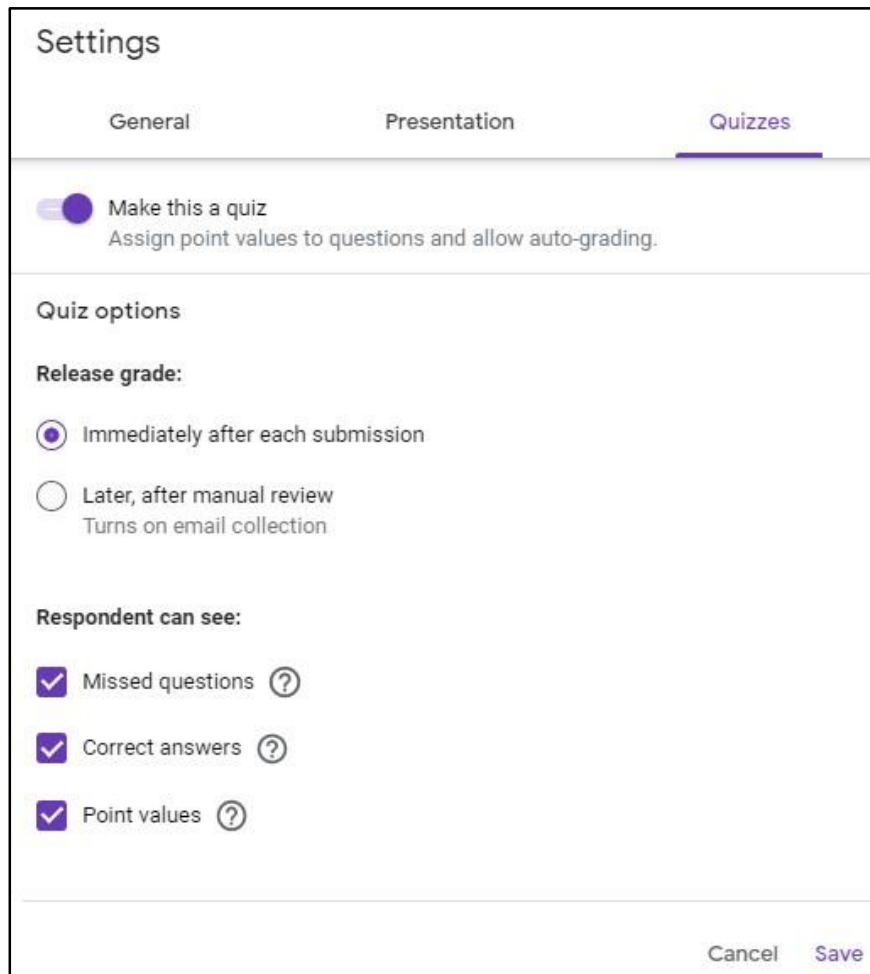 Settings
General Presentation Quizzes
Make this a quiz
Assign point values to questions and allow auto-grading.
Quiz options
Release grade:
Immediately after each submission
Later, after manual review
Turns on email collection
Respondent can see:
Missed questions ?
Correct answers ?
Point values ?
Cancel Save